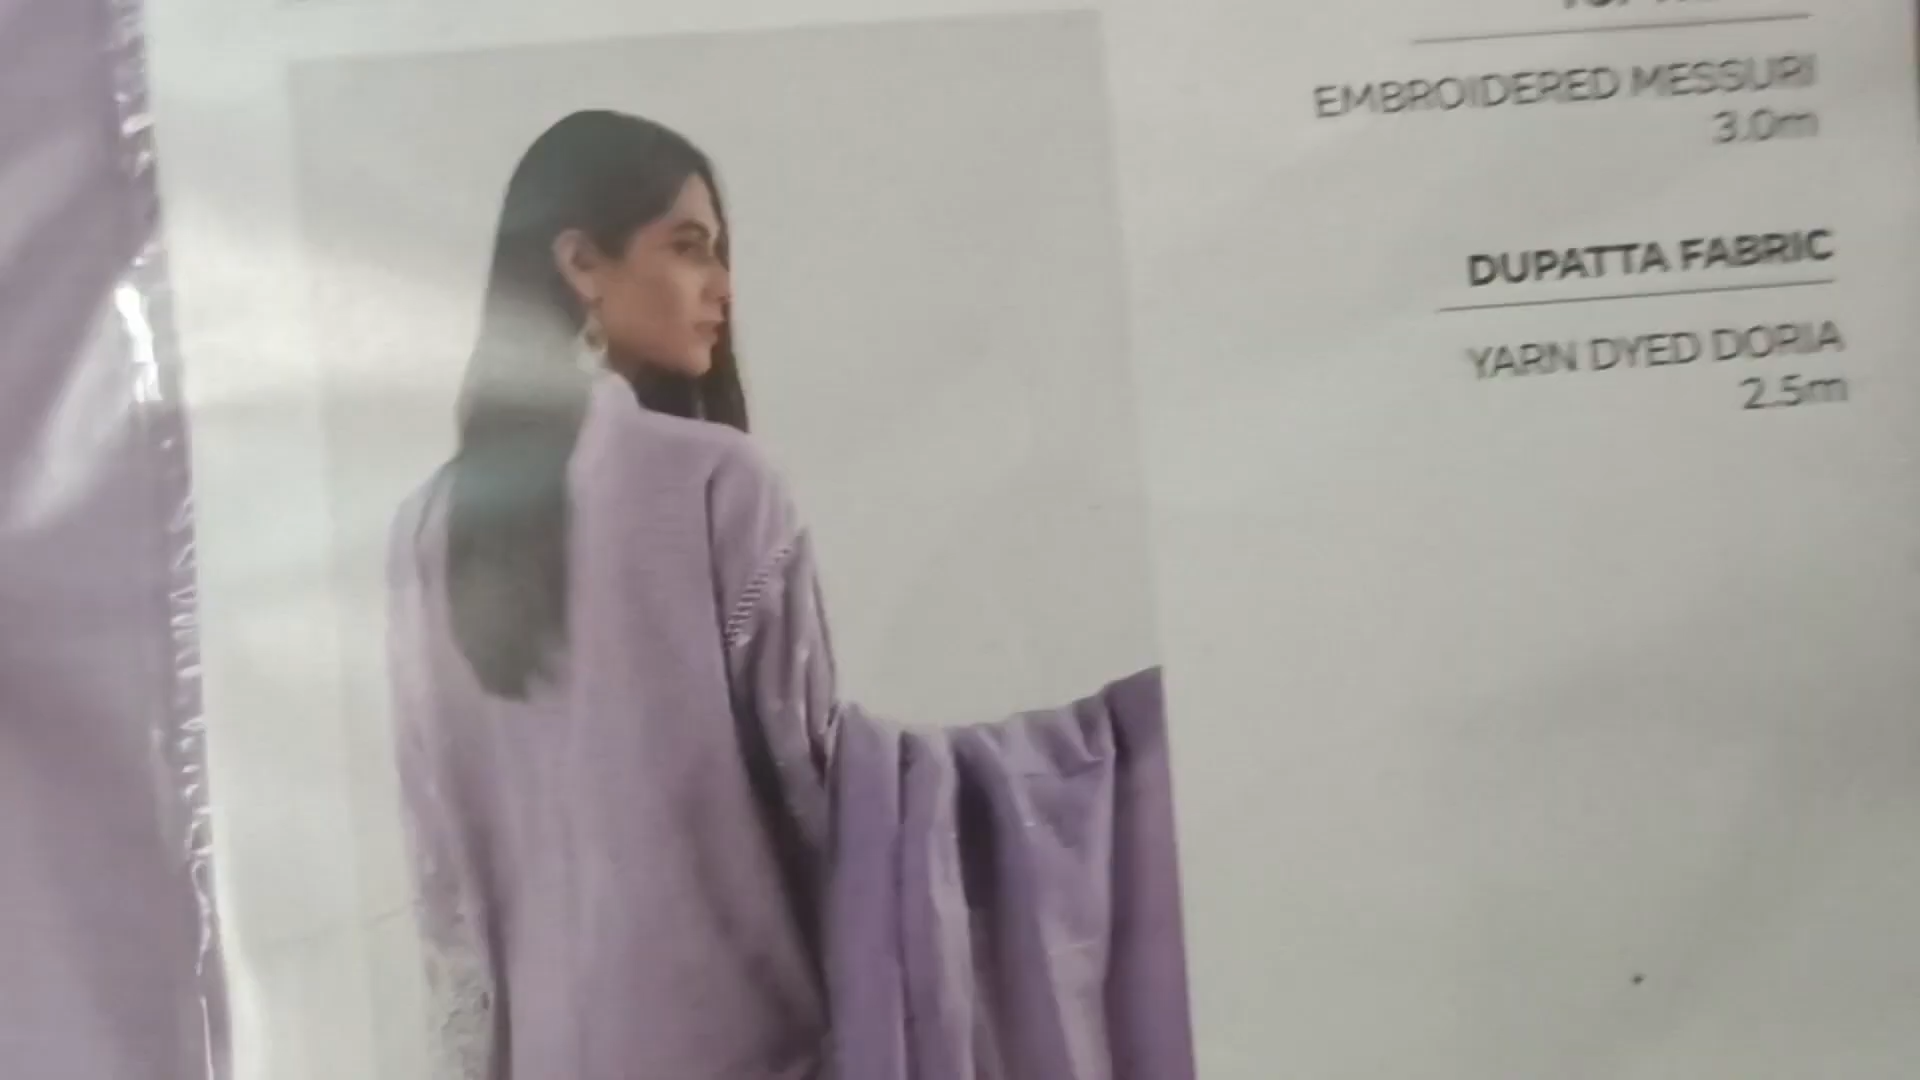 EMBROIDERED MESSURI
3.0m
DUPATTA FABRIC
YARN DYED DORIA
2.5m